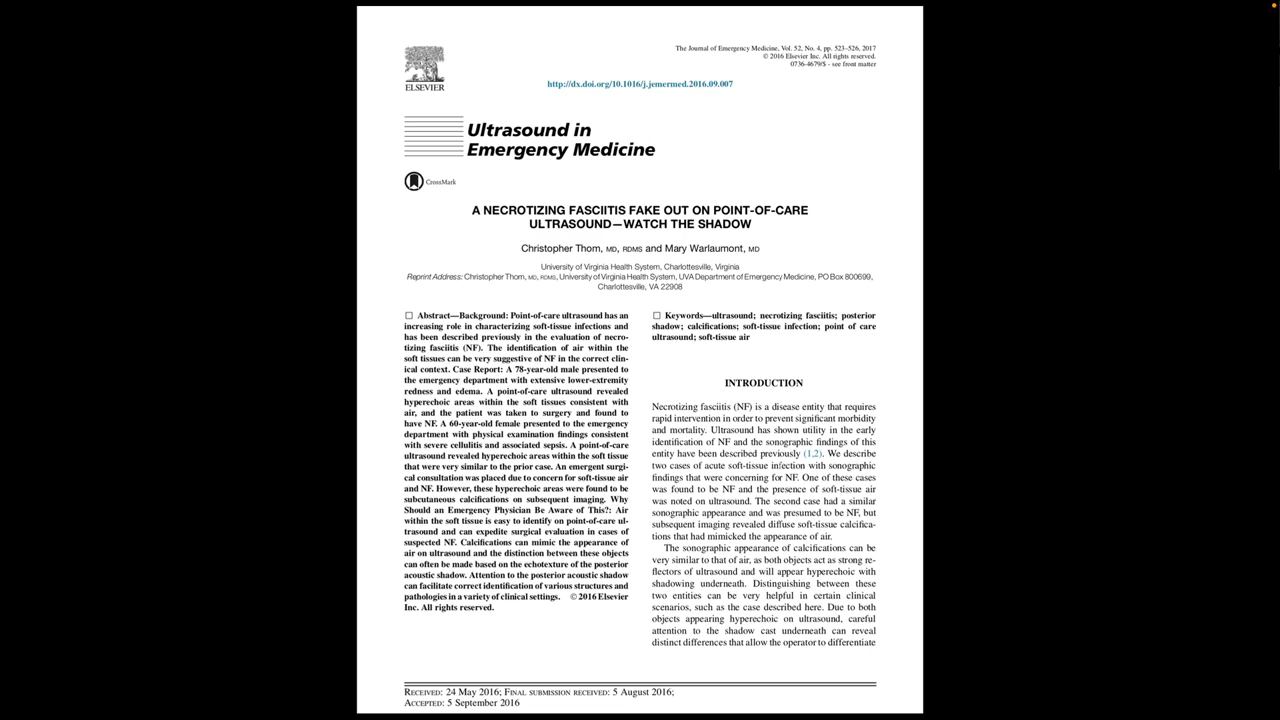 The Journal of Emergency Medicine, Vol. 52, No. 4, pp. 523–526, 2017
© 2016 Elsevier Inc. All rights reserved.
0736-4679/$ - see front matter
ELSEVIER
http://dx.doi.org/10.1016/j.jemermed.2016.09.007
Ultrasound in
Emergency Medicine
CrossMark
A NECROTIZING FASCIITIS FAKE OUT ON POINT-OF-CARE
ULTRASOUND—WATCH THE SHADOW
Christopher Thom, MD, RDMS and Mary Warlaumont, MD
University of Virginia Health System, Charlottesville, Virginia
Reprint Address: Christopher Thom, MD, RDMS, University of Virginia Health System, UVA Department of Emergency Medicine, PO Box 800699,
Charlottesville, VA 22908
□ Abstract—Background: Point-of-care ultrasound has an
increasing role in characterizing soft-tissue infections and
has been described previously in the evaluation of necro-
tizing fasciitis (NF). The identification of air within the
soft tissues can be very suggestive of NF in the correct clin-
ical context. Case Report: A 78-year-old male presented to
the emergency department with extensive lower-extremity
redness and edema. A point-of-care ultrasound revealed
hyperechoic areas within the soft tissues consistent with
air, and the patient was taken to surgery and found to
have NF. A 60-year-old female presented to the emergency
department with physical examination findings consistent
with severe cellulitis and associated sepsis. A point-of-care
ultrasound revealed hyperechoic areas within the soft tissue
that were very similar to the prior case. An emergent surgi-
cal consultation was placed due to concern for soft-tissue air
and NF. However, these hyperechoic areas were found to be
subcutaneous calcifications on subsequent imaging. Why
Should an Emergency Physician Be Aware of This?: Air
within the soft tissue is easy to identify on point-of-care ul-
trasound and can expedite surgical evaluation in cases of
suspected NF. Calcifications can mimic the appearance of
air on ultrasound and the distinction between these objects
can often be made based on the echotexture of the posterior
acoustic shadow. Attention to the posterior acoustic shadow
can facilitate correct identification of various structures and
pathologies in a variety of clinical settings. © 2016 Elsevier
Inc. All rights reserved.
□ Keywords—ultrasound; necrotizing fasciitis; posterior
shadow; calcifications; soft-tissue infection; point of care
ultrasound; soft-tissue air
INTRODUCTION
Necrotizing fasciitis (NF) is a disease entity that requires
rapid intervention in order to prevent significant morbidity
and mortality. Ultrasound has shown utility in the early
identification of NF and the sonographic findings of this
entity have been described previously (1,2). We describe
two cases of acute soft-tissue infection with sonographic
findings that were concerning for NF. One of these cases
was found to be NF and the presence of soft-tissue air
was noted on ultrasound. The second case had a similar
sonographic appearance and was presumed to be NF, but
subsequent imaging revealed diffuse soft-tissue calcifica-
tions that had mimicked the appearance of air.
The sonographic appearance of calcifications can be
very similar to that of air, as both objects act as strong re-
flectors of ultrasound and will appear hyperechoic with
shadowing underneath. Distinguishing between these
two entities can be very helpful in certain clinical
scenarios, such as the case described here. Due to both
objects appearing hyperechoic on ultrasound, careful
attention to the shadow cast underneath can reveal
distinct differences that allow the operator to differentiate
RECEIVED: 24 May 2016; FINAL SUBMISSION RECEIVED: 5 August 2016;
ACCEPTED: 5 September 2016